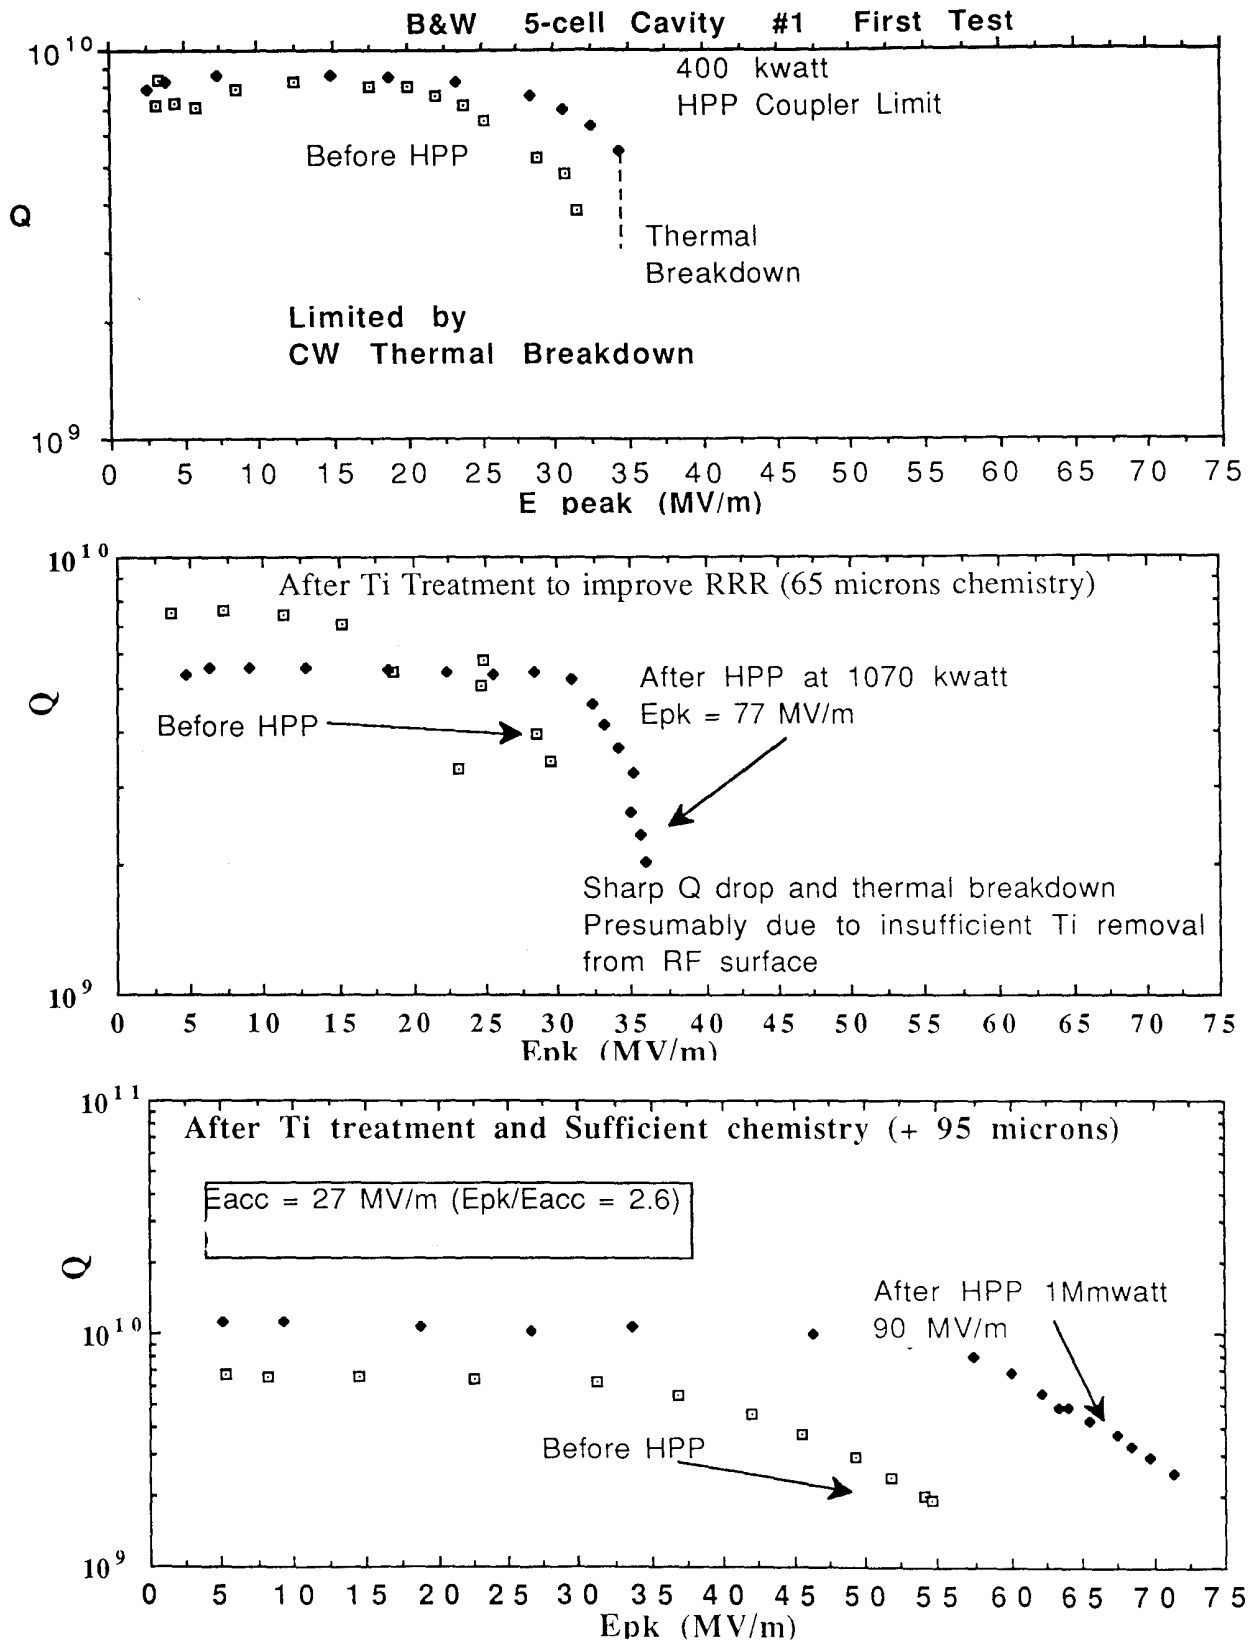 B&W 5-cell Cavity #1 First Test
10^10
400 kwatt
HPP Coupler Limit
Before HPP
Q
Thermal
Breakdown
Limited by
CW Thermal Breakdown
10^9
0 5 10 15 20 25 30 35 40 45 50 55 60 65 70 75
E peak (MV/m)
10^10
After Ti Treatment to improve RRR (65 microns chemistry)
After HPP at 1070 kwatt
Epk = 77 MV/m
Q
Before HPP
Sharp Q drop and thermal breakdown
Presumably due to insufficient Ti removal
from RF surface
10^9
0 5 10 15 20 25 30 35 40 45 50 55 60 65 70 75
Epk (MV/m)
10^11
After Ti treatment and Sufficient chemistry (+ 95 microns)
Eacc = 27 MV/m (Epk/Eacc = 2.6)
Q
After HPP 1Mmwatt
90 MV/m
10^10
Before HPP
10^9
0 5 10 15 20 25 30 35 40 45 50 55 60 65 70 75
Epk (MV/m)